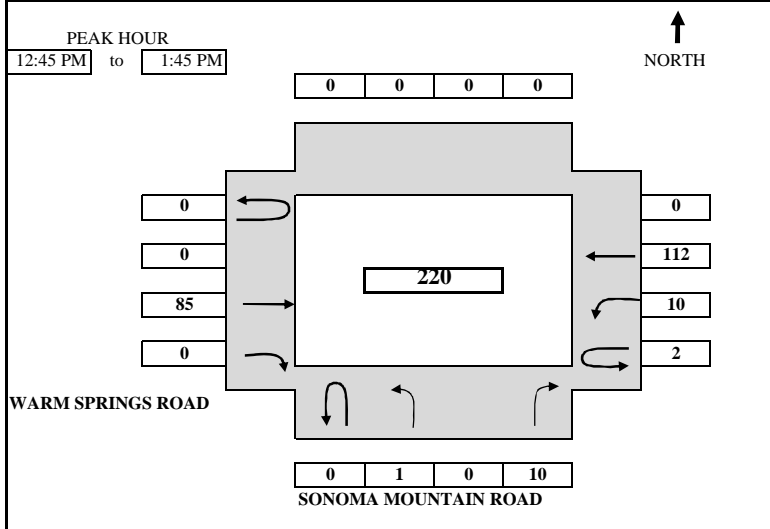 PEAK HOUR
12:45 PM to 1:45 PM
NORTH
0 0 0 0
0 0
0 112
220
85 10
0 2
WARM SPRINGS ROAD
0 1 0 10
SONOMA MOUNTAIN ROAD